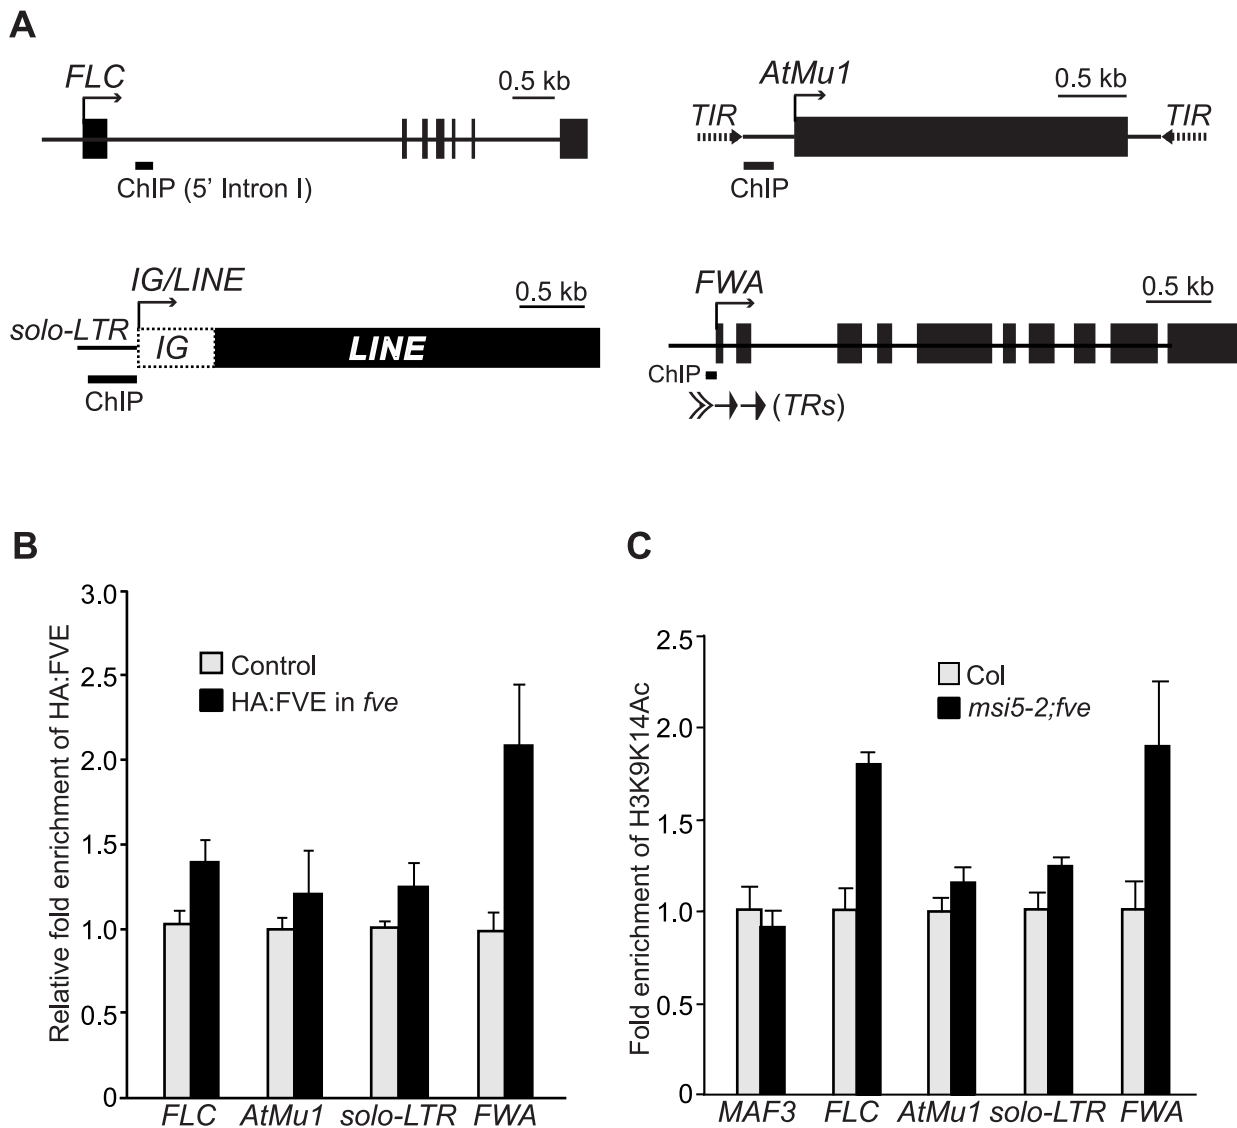 A
FLC
0.5 kb
ChIP (5' Intron I)
AtMu1
0.5 kb
TIR
TIR
ChIP
IG/LINE
0.5 kb
solo-LTR
IG
LINE
ChIP
FWA
0.5 kb
ChIP
(TRs)
B
Relative fold enrichment of HA:FVE
3.0
2.5
2.0
1.5
1.0
0.5
0
Control
HA:FVE in fve
FLC AtMu1 solo-LTR FWA
C
Fold enrichment of H3K9K14Ac
2.5
2.0
1.5
1.0
0.5
0
Col
msi5-2;fve
MAF3 FLC AtMu1 solo-LTR FWA